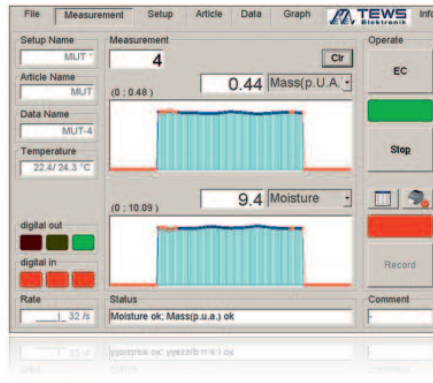 File Measurement Setup Article Data Graph TEWS Elektronik Info
Setup Name
MUT
Article Name
MUT
Data Name
MUT-4
Temperature
22.4/ 24.3 °C
digital out
digital in
Rate
32 /s
Measurement
4
Clr
(0 : 0.48 )
0.44 Mass(p.U.A.
(0 : 10.09 )
9.4 Moisture
Status
Moisture ok; Mass(p.u.a.) ok
Operate
EC
Stop
Record
Comment
-